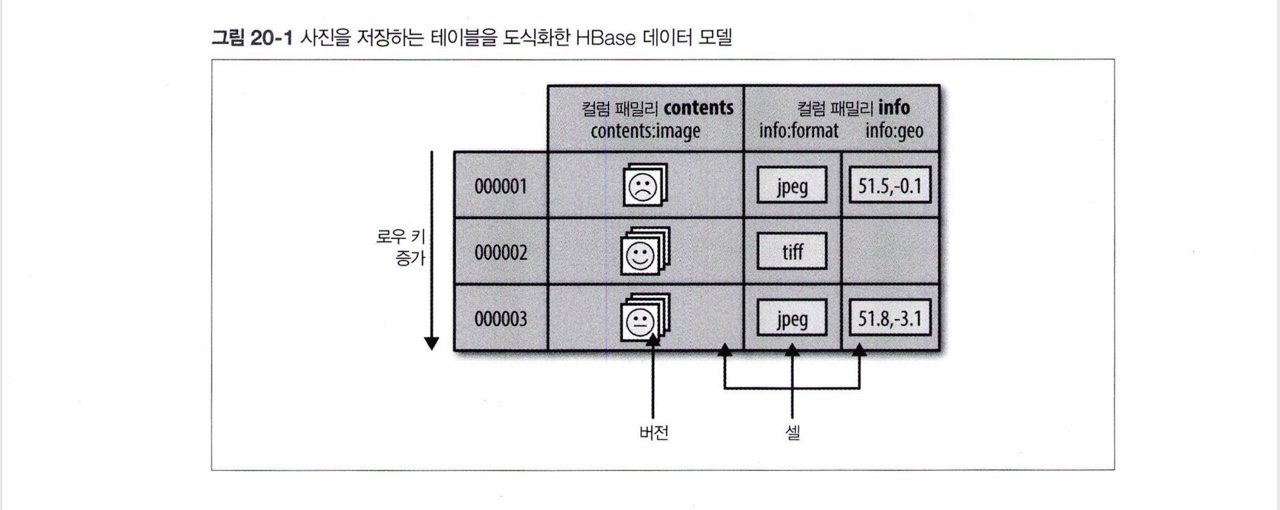 그림 20-1 사진을 저장하는 테이블을 도식화한 HBase 데이터 모델
컬럼 패밀리 contents
contents:image
컬럼 패밀리 info
info:format info:geo
000001 jpeg 51.5,-0.1
로우 키
증가
000002 tiff
000003 jpeg 51.8,-3.1
버전
셀